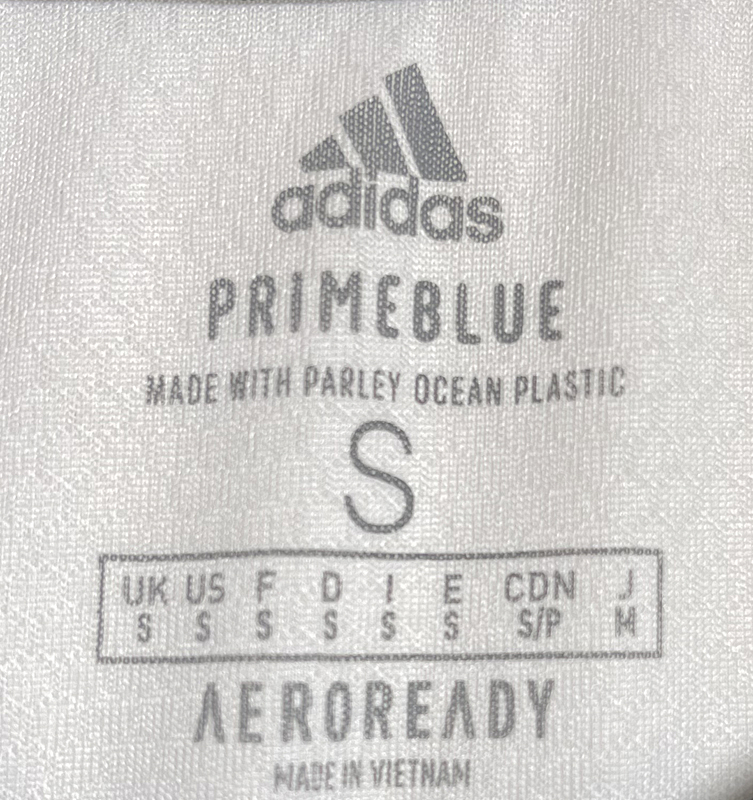 adidas
PRIMEBLUE
MADE WITH PARLEY OCEAN PLASTIC
S
UK US F D I E CDN J
S S S S S S S/P M
AEROREADY
MADE IN VIETNAM